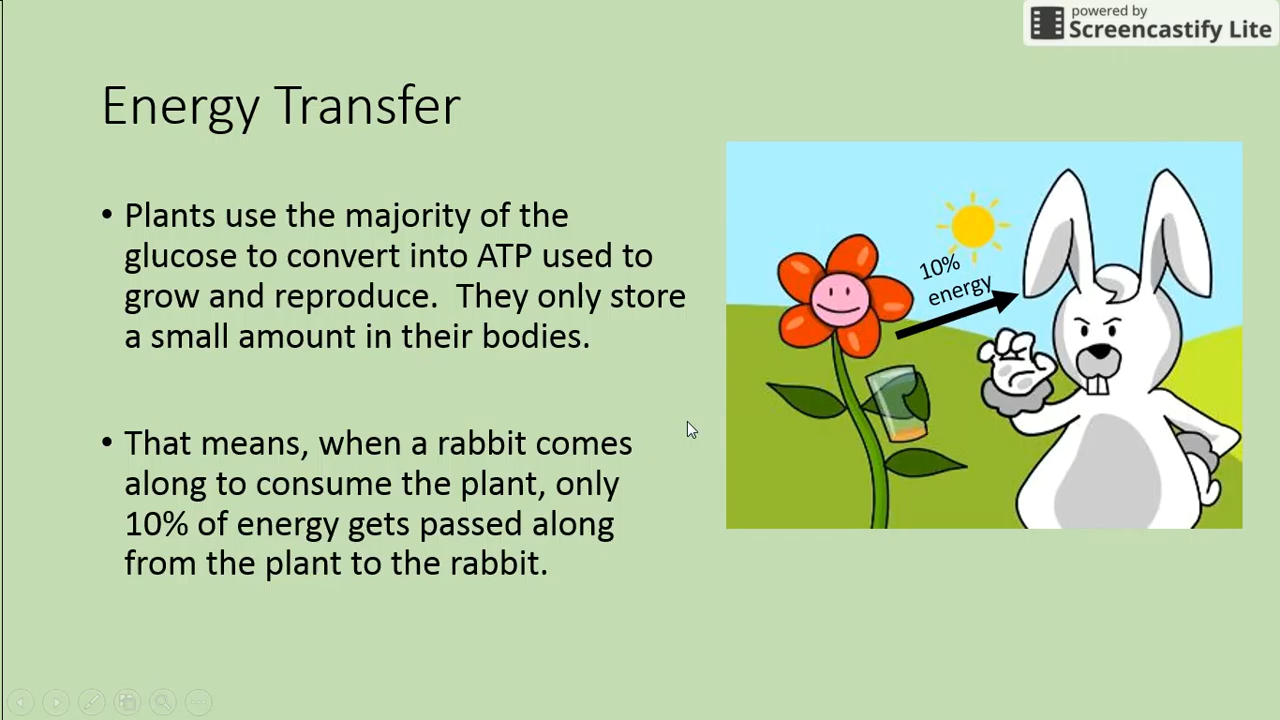 powered by
Screencastify Lite
Energy Transfer
• Plants use the majority of the
glucose to convert into ATP used to
grow and reproduce.  They only store
a small amount in their bodies.
• That means, when a rabbit comes
along to consume the plant, only
10% of energy gets passed along
from the plant to the rabbit.
10%
energy